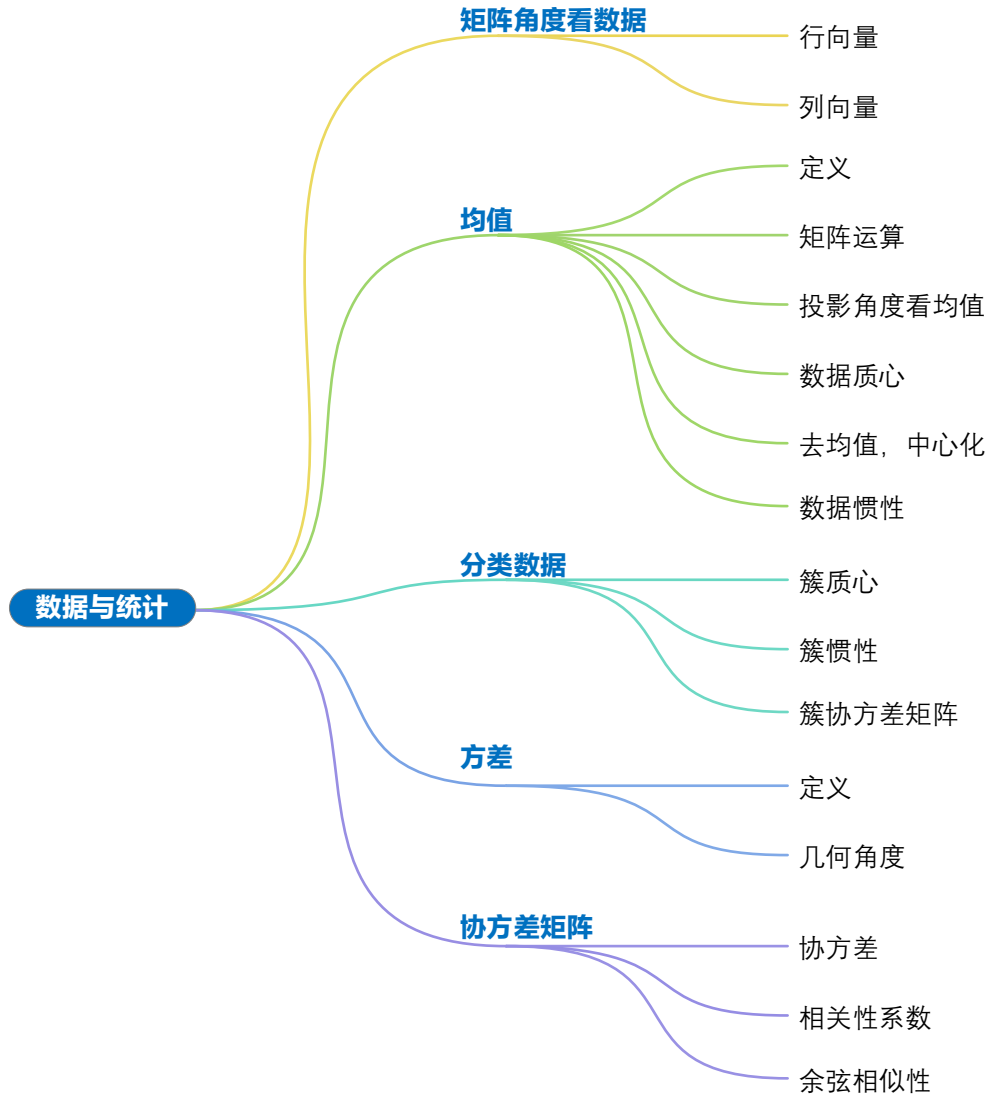 数据与统计
矩阵角度看数据
行向量
列向量
均值
定义
矩阵运算
投影角度看均值
数据质心
去均值，中心化
数据惯性
分类数据
簇质心
簇惯性
簇协方差矩阵
方差
定义
几何角度
协方差矩阵
协方差
相关性系数
余弦相似性